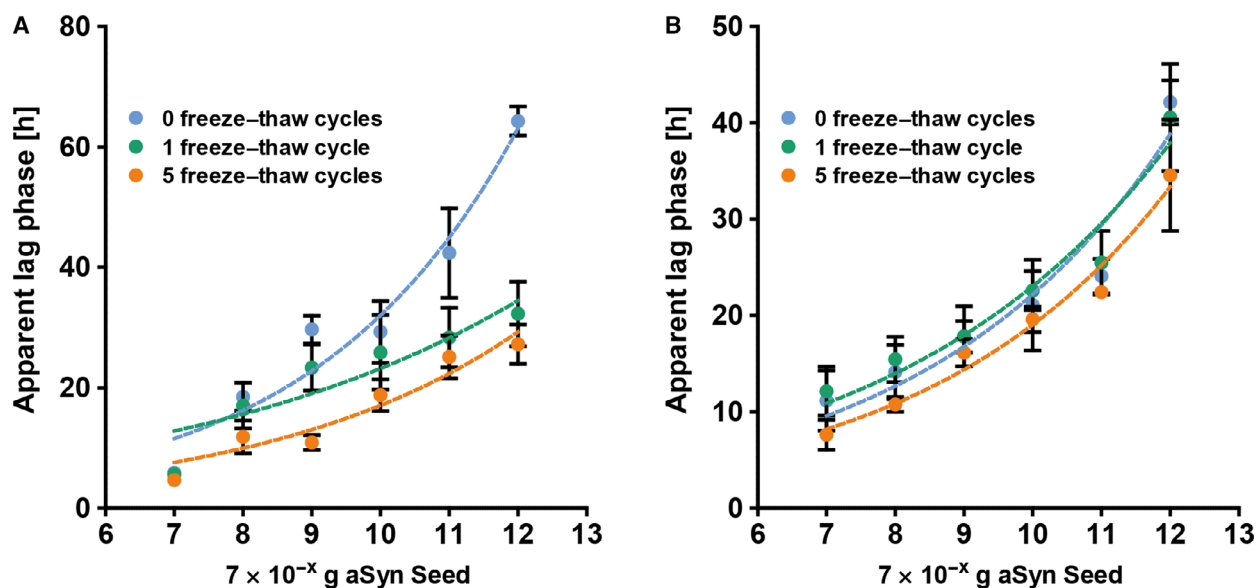 A
80
60
40
20
0
Apparent lag phase [h]
0 freeze–thaw cycles
1 freeze–thaw cycle
5 freeze–thaw cycles
6 7 8 9 10 11 12 13
7 × 10⁻ˣ g aSyn Seed
B
50
40
30
20
10
0
Apparent lag phase [h]
0 freeze–thaw cycles
1 freeze–thaw cycle
5 freeze–thaw cycles
6 7 8 9 10 11 12 13
7 × 10⁻ˣ g aSyn Seed